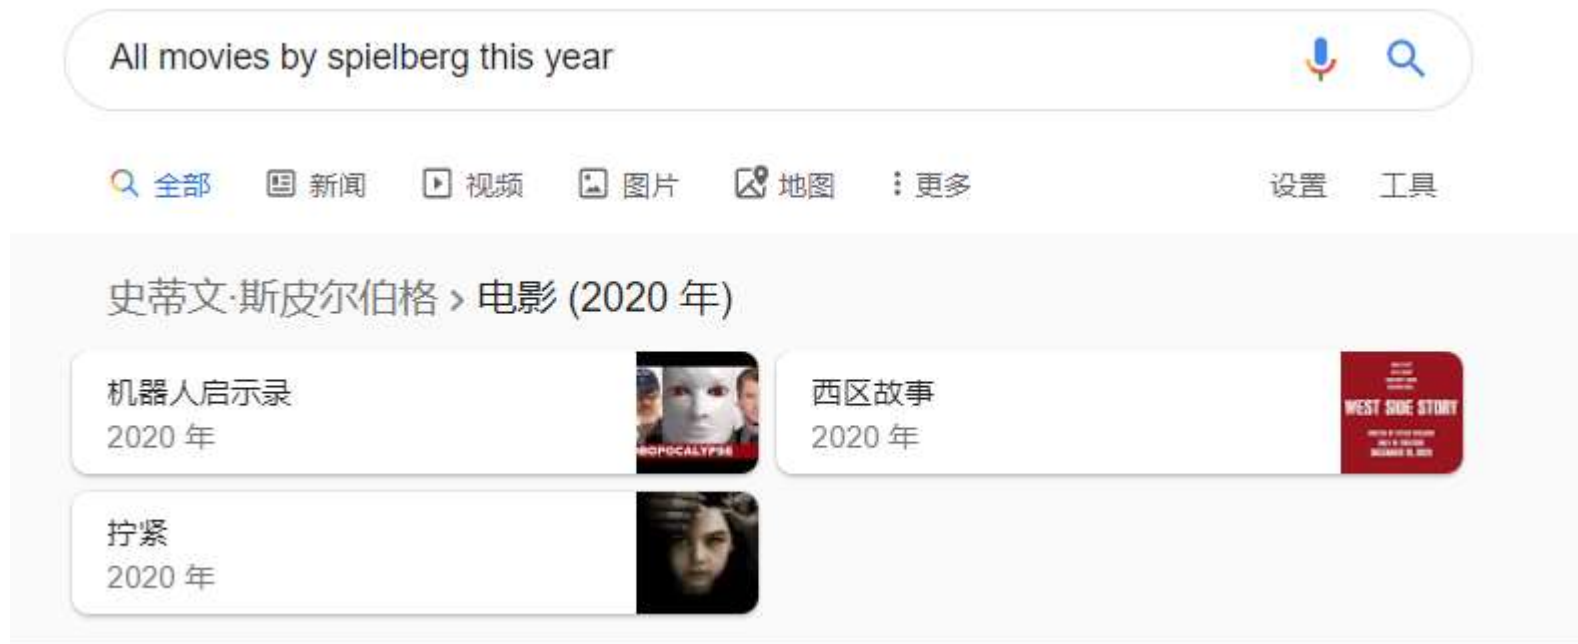 All movies by spielberg this year
全部 新闻 视频 图片 地图 更多 设置 工具
史蒂文·斯皮尔伯格 > 电影 (2020 年)
机器人启示录
2020 年
西区故事
2020 年
WEST SIDE STORY
拧紧
2020 年